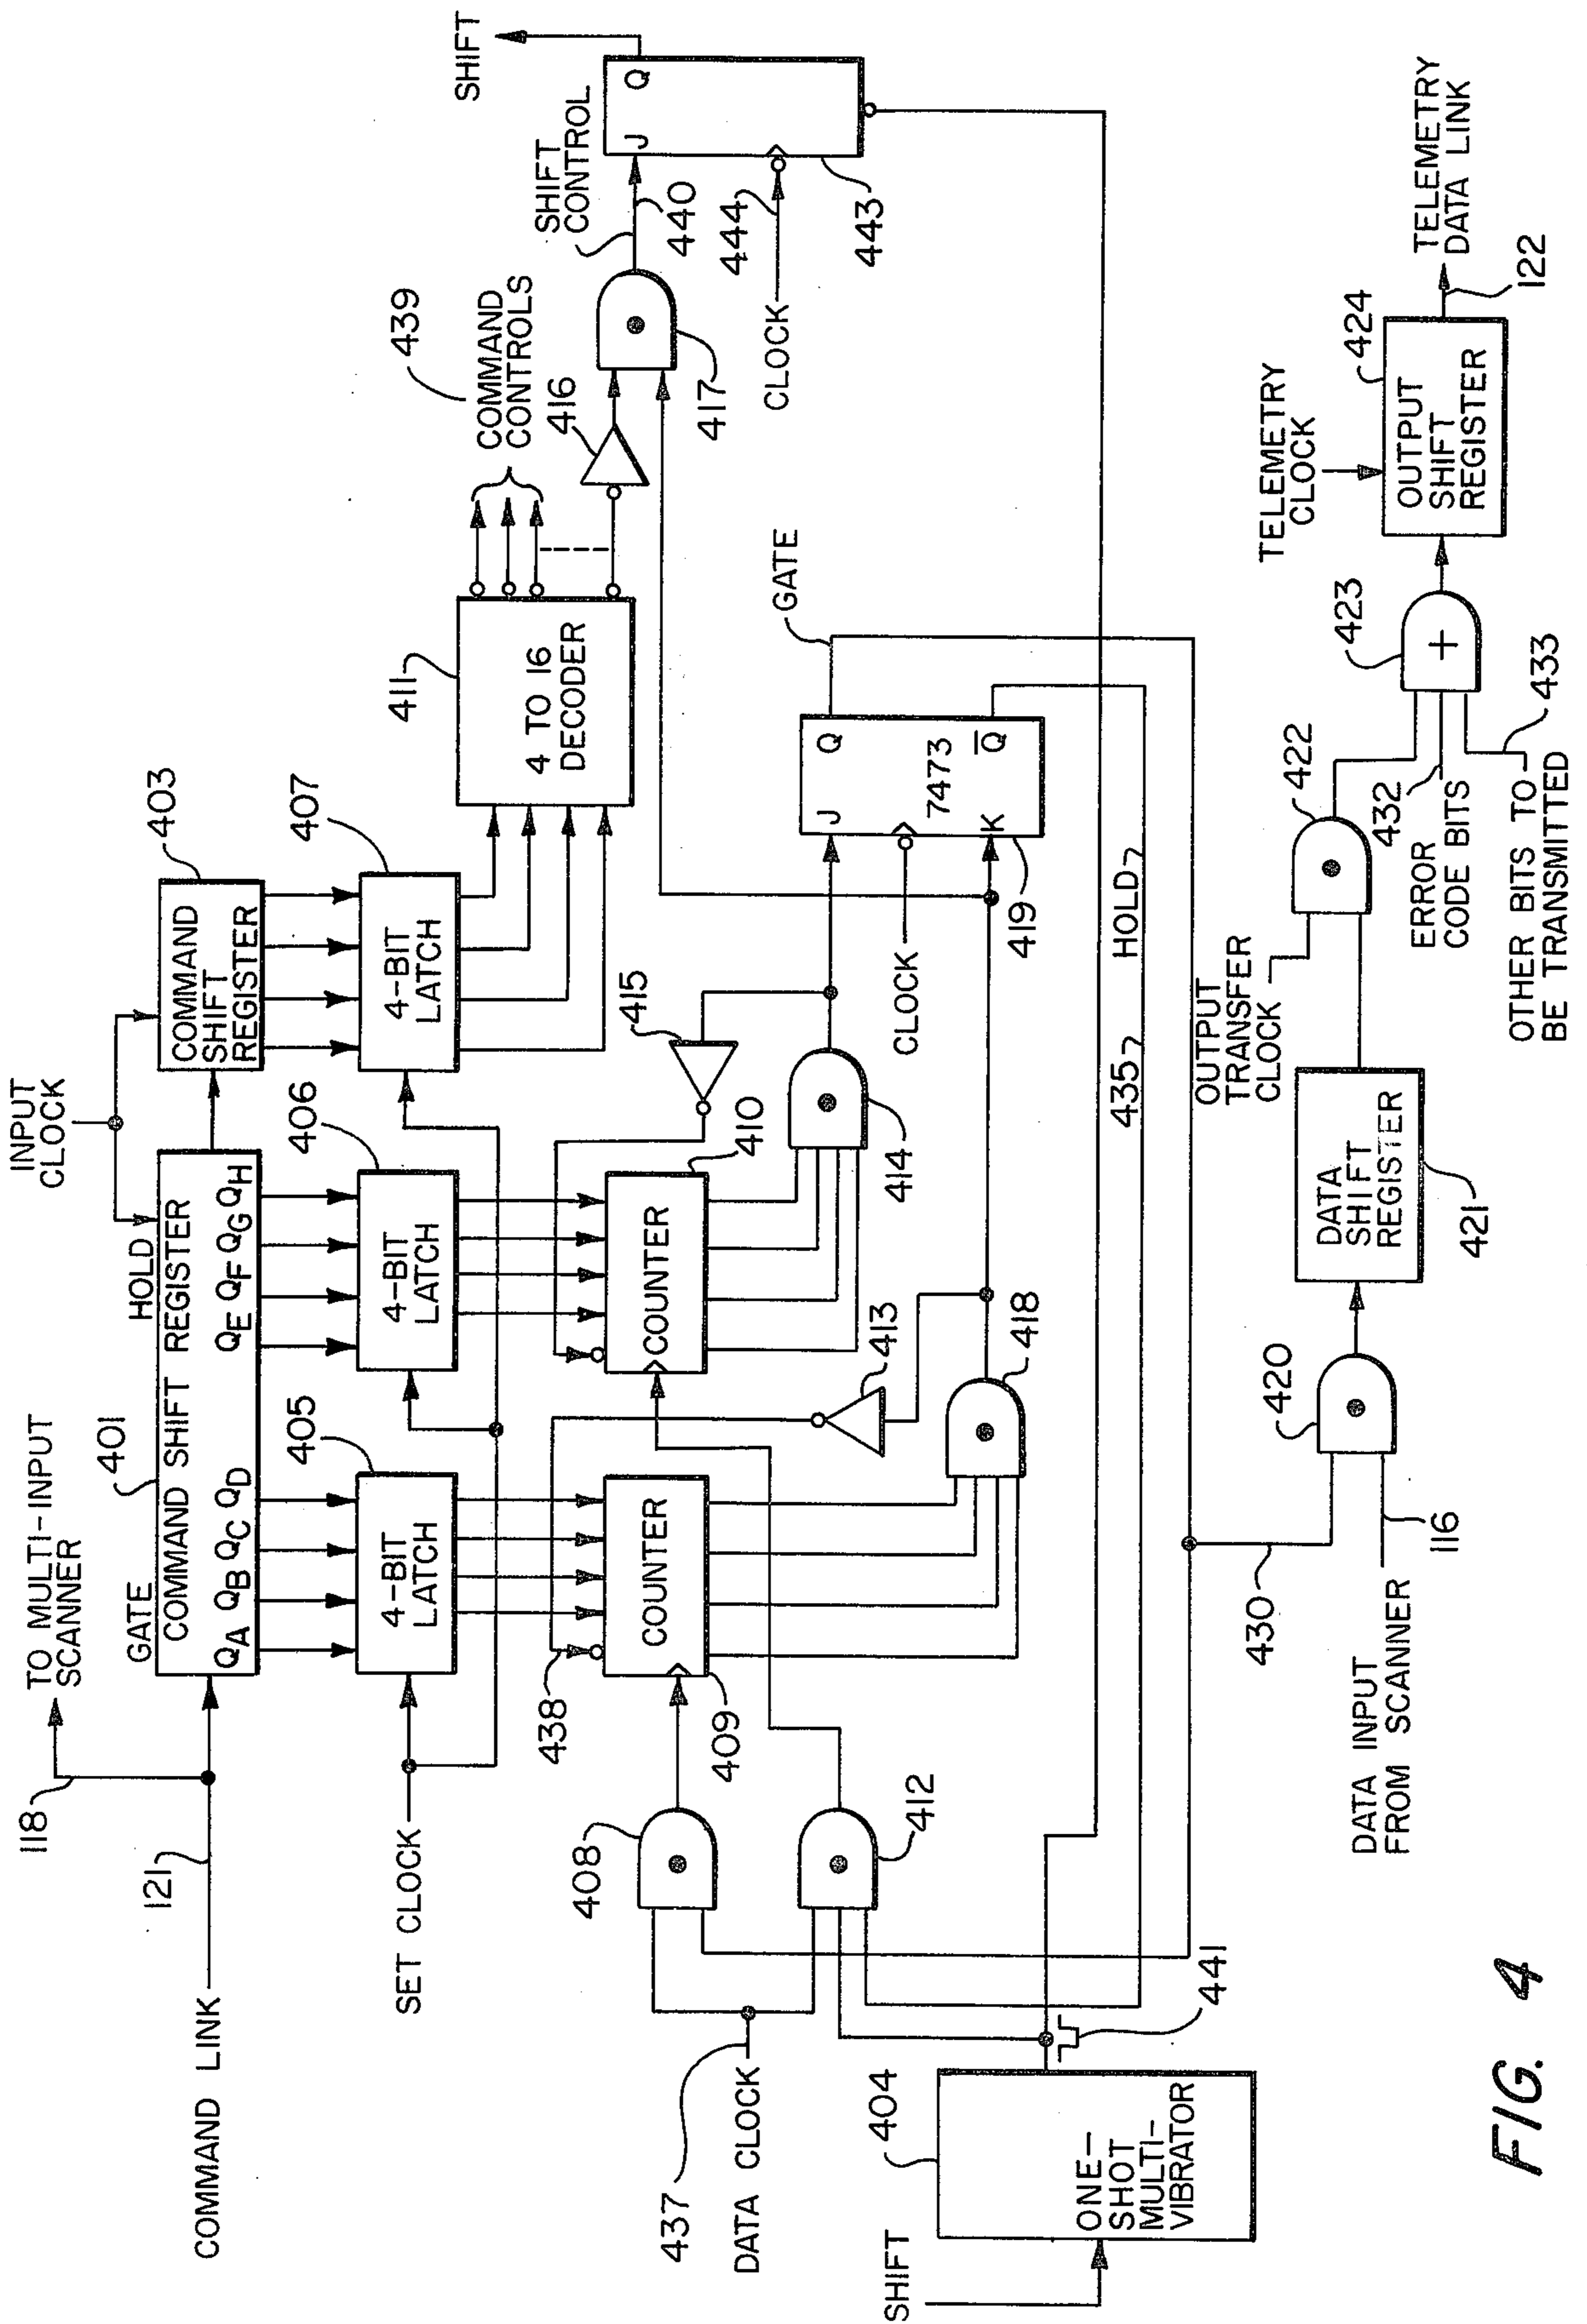 TO MULTI-INPUT
SCANNER
118
121
COMMAND LINK
INPUT
CLOCK
401
GATE
HOLD
COMMAND SHIFT REGISTER
QA QB QC QD
QE QF QG QH
403
COMMAND
SHIFT
REGISTER
405
4-BIT
LATCH
406
4-BIT
LATCH
407
4-BIT
LATCH
SET CLOCK
411
4 TO 16
DECODER
439
COMMAND
CONTROLS
416
417
SHIFT
CONTROL
440
SHIFT
J
Q
444
CLOCK
443
438
COUNTER
409
COUNTER
410
415
413
414
418
408
412
437
DATA CLOCK
GATE
J
Q
7473
K
Q̅
CLOCK
419
HOLD
435
404
ONE-
SHOT
MULTI-
VIBRATOR
SHIFT
441
430
DATA INPUT
FROM SCANNER
116
420
DATA
SHIFT
REGISTER
421
OUTPUT
TRANSFER
CLOCK
422
432
ERROR
CODE BITS
433
OTHER BITS TO
BE TRANSMITTED
423
+
TELEMETRY
CLOCK
424
OUTPUT
SHIFT
REGISTER
TELEMETRY
DATA LINK
122
FIG. 4